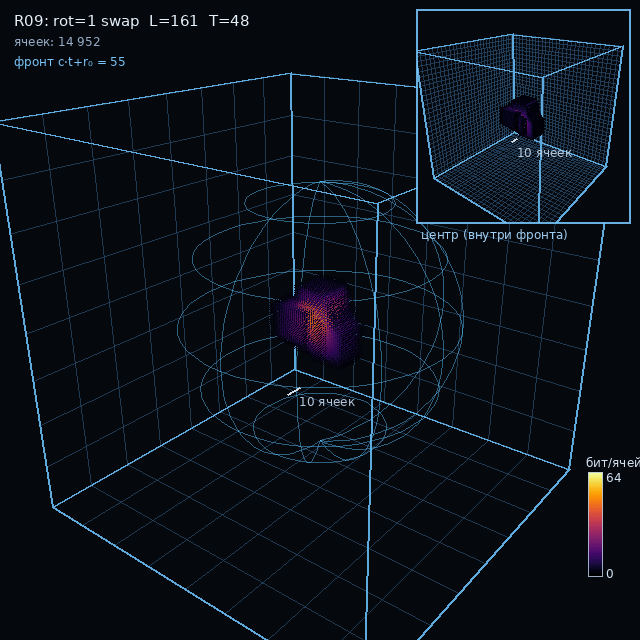 R09: rot=1 swap L=161 T=48
ячеек: 14 952
фронт c·t+r₀ = 55
10 ячеек
центр (внутри фронта)
10 ячеек
бит/ячей
64
0